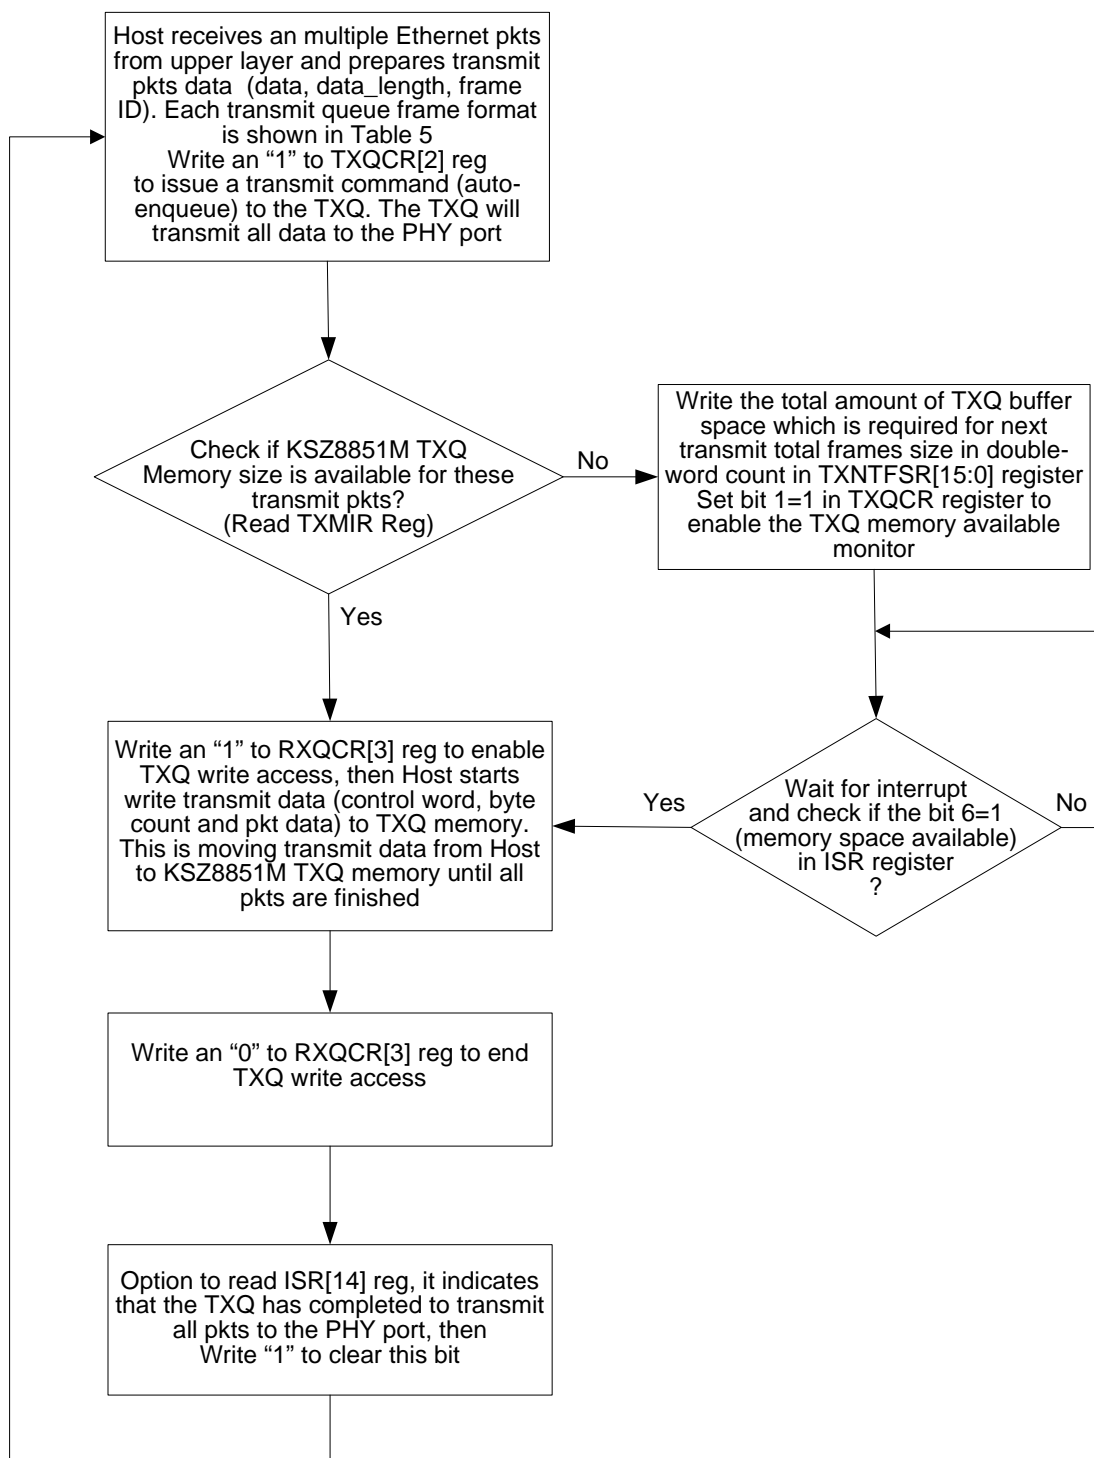 Host receives an multiple Ethernet pkts
from upper layer and prepares transmit
pkts data  (data, data_length, frame
ID). Each transmit queue frame format
is shown in Table 5
Write an “1” to TXQCR[2] reg
to issue a transmit command (auto-
enqueue) to the TXQ. The TXQ will
transmit all data to the PHY port
Check if KSZ8851M TXQ
Memory size is available for these
transmit pkts?
(Read TXMIR Reg)
No
Write the total amount of TXQ buffer
space which is required for next
transmit total frames size in double-
word count in TXNTFSR[15:0] register
Set bit 1=1 in TXQCR register to
enable the TXQ memory available
monitor
Yes
Write an “1” to RXQCR[3] reg to enable
TXQ write access, then Host starts
write transmit data (control word, byte
count and pkt data) to TXQ memory.
This is moving transmit data from Host
to KSZ8851M TXQ memory until all
pkts are finished
Yes
Wait for interrupt
and check if the bit 6=1
(memory space available)
in ISR register
?
No
Write an “0” to RXQCR[3] reg to end
TXQ write access
Option to read ISR[14] reg, it indicates
that the TXQ has completed to transmit
all pkts to the PHY port, then
Write “1” to clear this bit